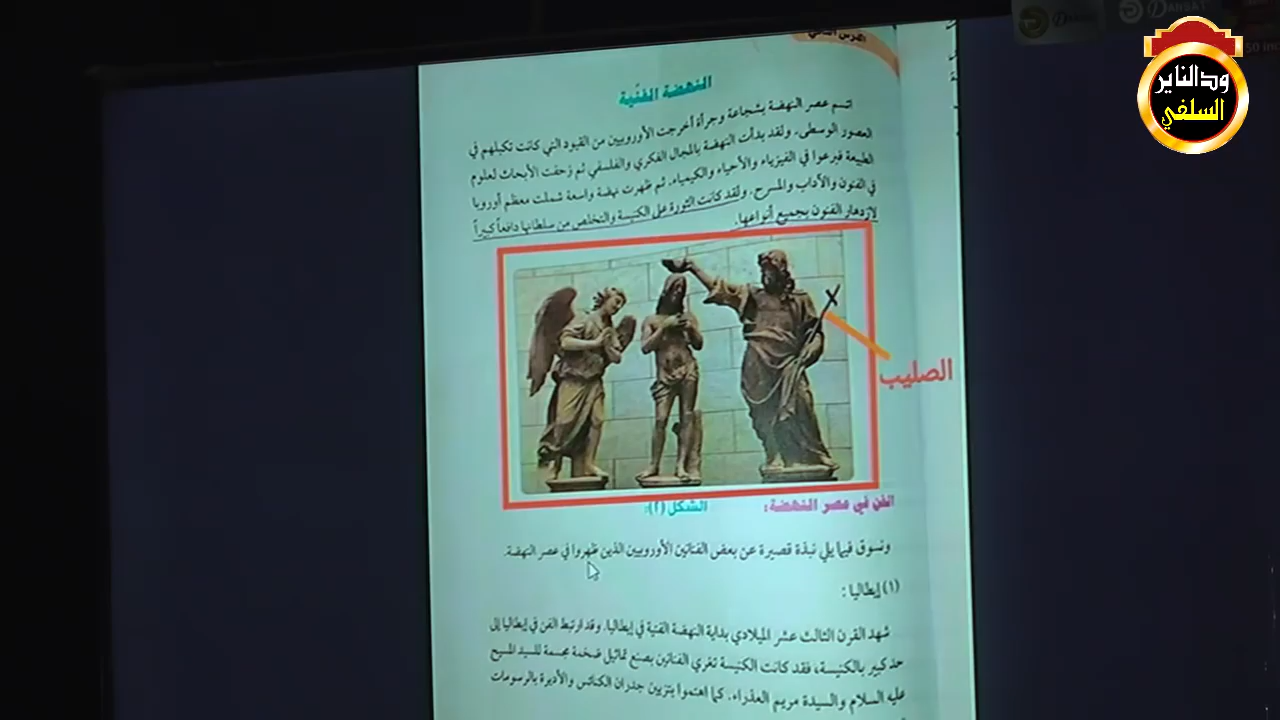 DANSAT
ود الناير
السلفي
الدرس الثاني
النهضة الفنّية
اتسم عصر النهضة بشجاعة وجرأة أخرجت الأوروبيين من القيود التي كانت تكبلهم في
العصور الوسطى. ولقد بدأت النهضة بالمجال الفكري والفلسفي ثم زحفت الأبحاث لعلوم
الطبيعة فبرعوا في الفيزياء والأحياء والكيمياء. ثم ظهرت نهضة واسعة شملت معظم أوروبا
في الفنون والآداب والمسرح. ولقد كانت الثورة على الكنيسة والتخلص من سلطانها دافعاً كبيراً
لازدهار الفنون بجميع أنواعها.
الصليب
الفن في عصر النهضة: الشكل (٢):
ونسوق فيما يلي نبذة قصيرة عن بعض الفنانين الأوروبيين الذين ظهروا في عصر النهضة.
(١) إيطاليا :
شهد القرن الثالث عشر الميلادي بداية النهضة الفنية في إيطاليا. وقد ارتبط الفن في إيطاليا إلى
حد كبير بالكنيسة، فقد كانت الكنيسة تغري الفنانين بصنع تماثيل ضخمة مجسمة للسيد المسيح
عليه السلام والسيدة مريم العذراء. كما اهتموا بتزيين جدران الكنائس والأديرة بالرسومات